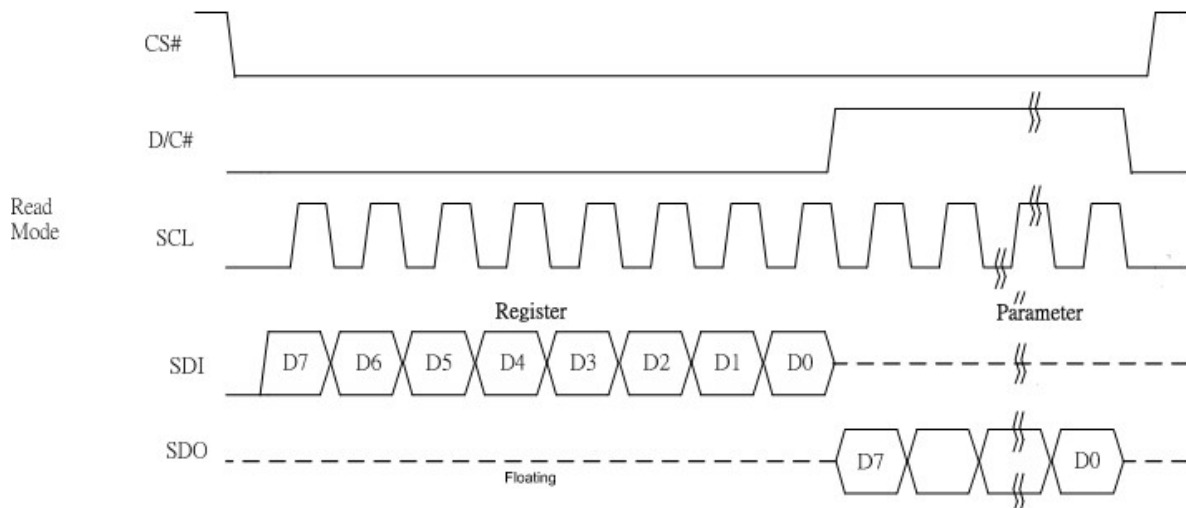 CS#
D/C#
Read
Mode
SCL
Register
Parameter
SDI
D7 D6 D5 D4 D3 D2 D1 D0
SDO
D7 D0
Floating